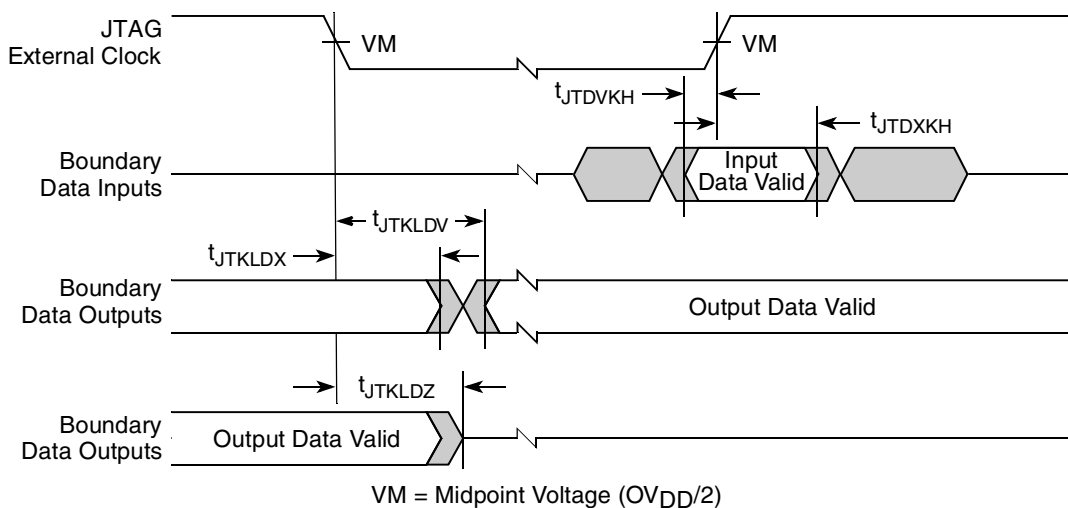 JTAG
External Clock
VM
VM
tJTDVKH
tJTDXKH
Boundary
Data Inputs
Input
Data Valid
tJTKLDV
tJTKLDX
Boundary
Data Outputs
Output Data Valid
tJTKLDZ
Boundary
Data Outputs
Output Data Valid
VM = Midpoint Voltage (OVDD/2)